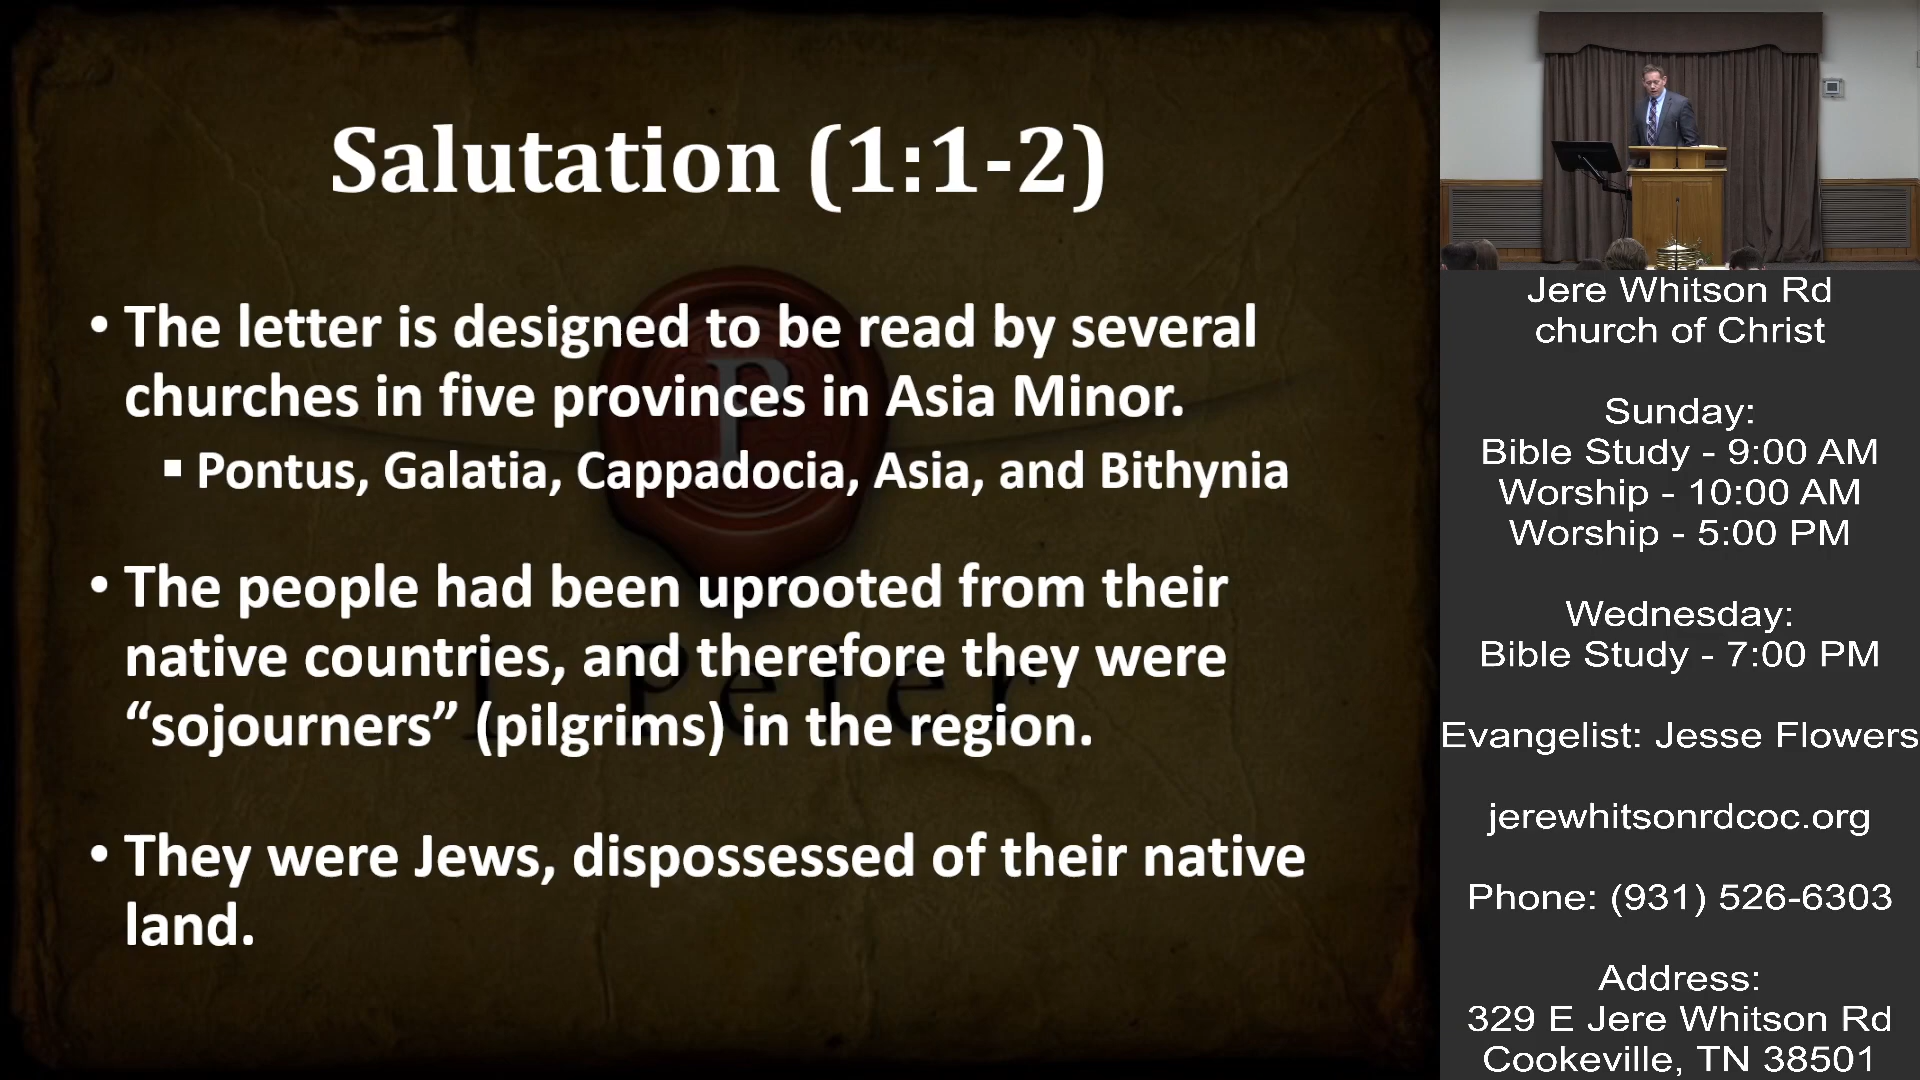 Salutation (1:1-2)
• The letter is designed to be read by several
churches in five provinces in Asia Minor.
▪ Pontus, Galatia, Cappadocia, Asia, and Bithynia
• The people had been uprooted from their
native countries, and therefore they were
“sojourners” (pilgrims) in the region.
• They were Jews, dispossessed of their native
land.
P
1 Peter
Jere Whitson Rd
church of Christ
Sunday:
Bible Study - 9:00 AM
Worship - 10:00 AM
Worship - 5:00 PM
Wednesday:
Bible Study - 7:00 PM
Evangelist: Jesse Flowers
jerewhitsonrdcoc.org
Phone: (931) 526-6303
Address:
329 E Jere Whitson Rd
Cookeville, TN 38501